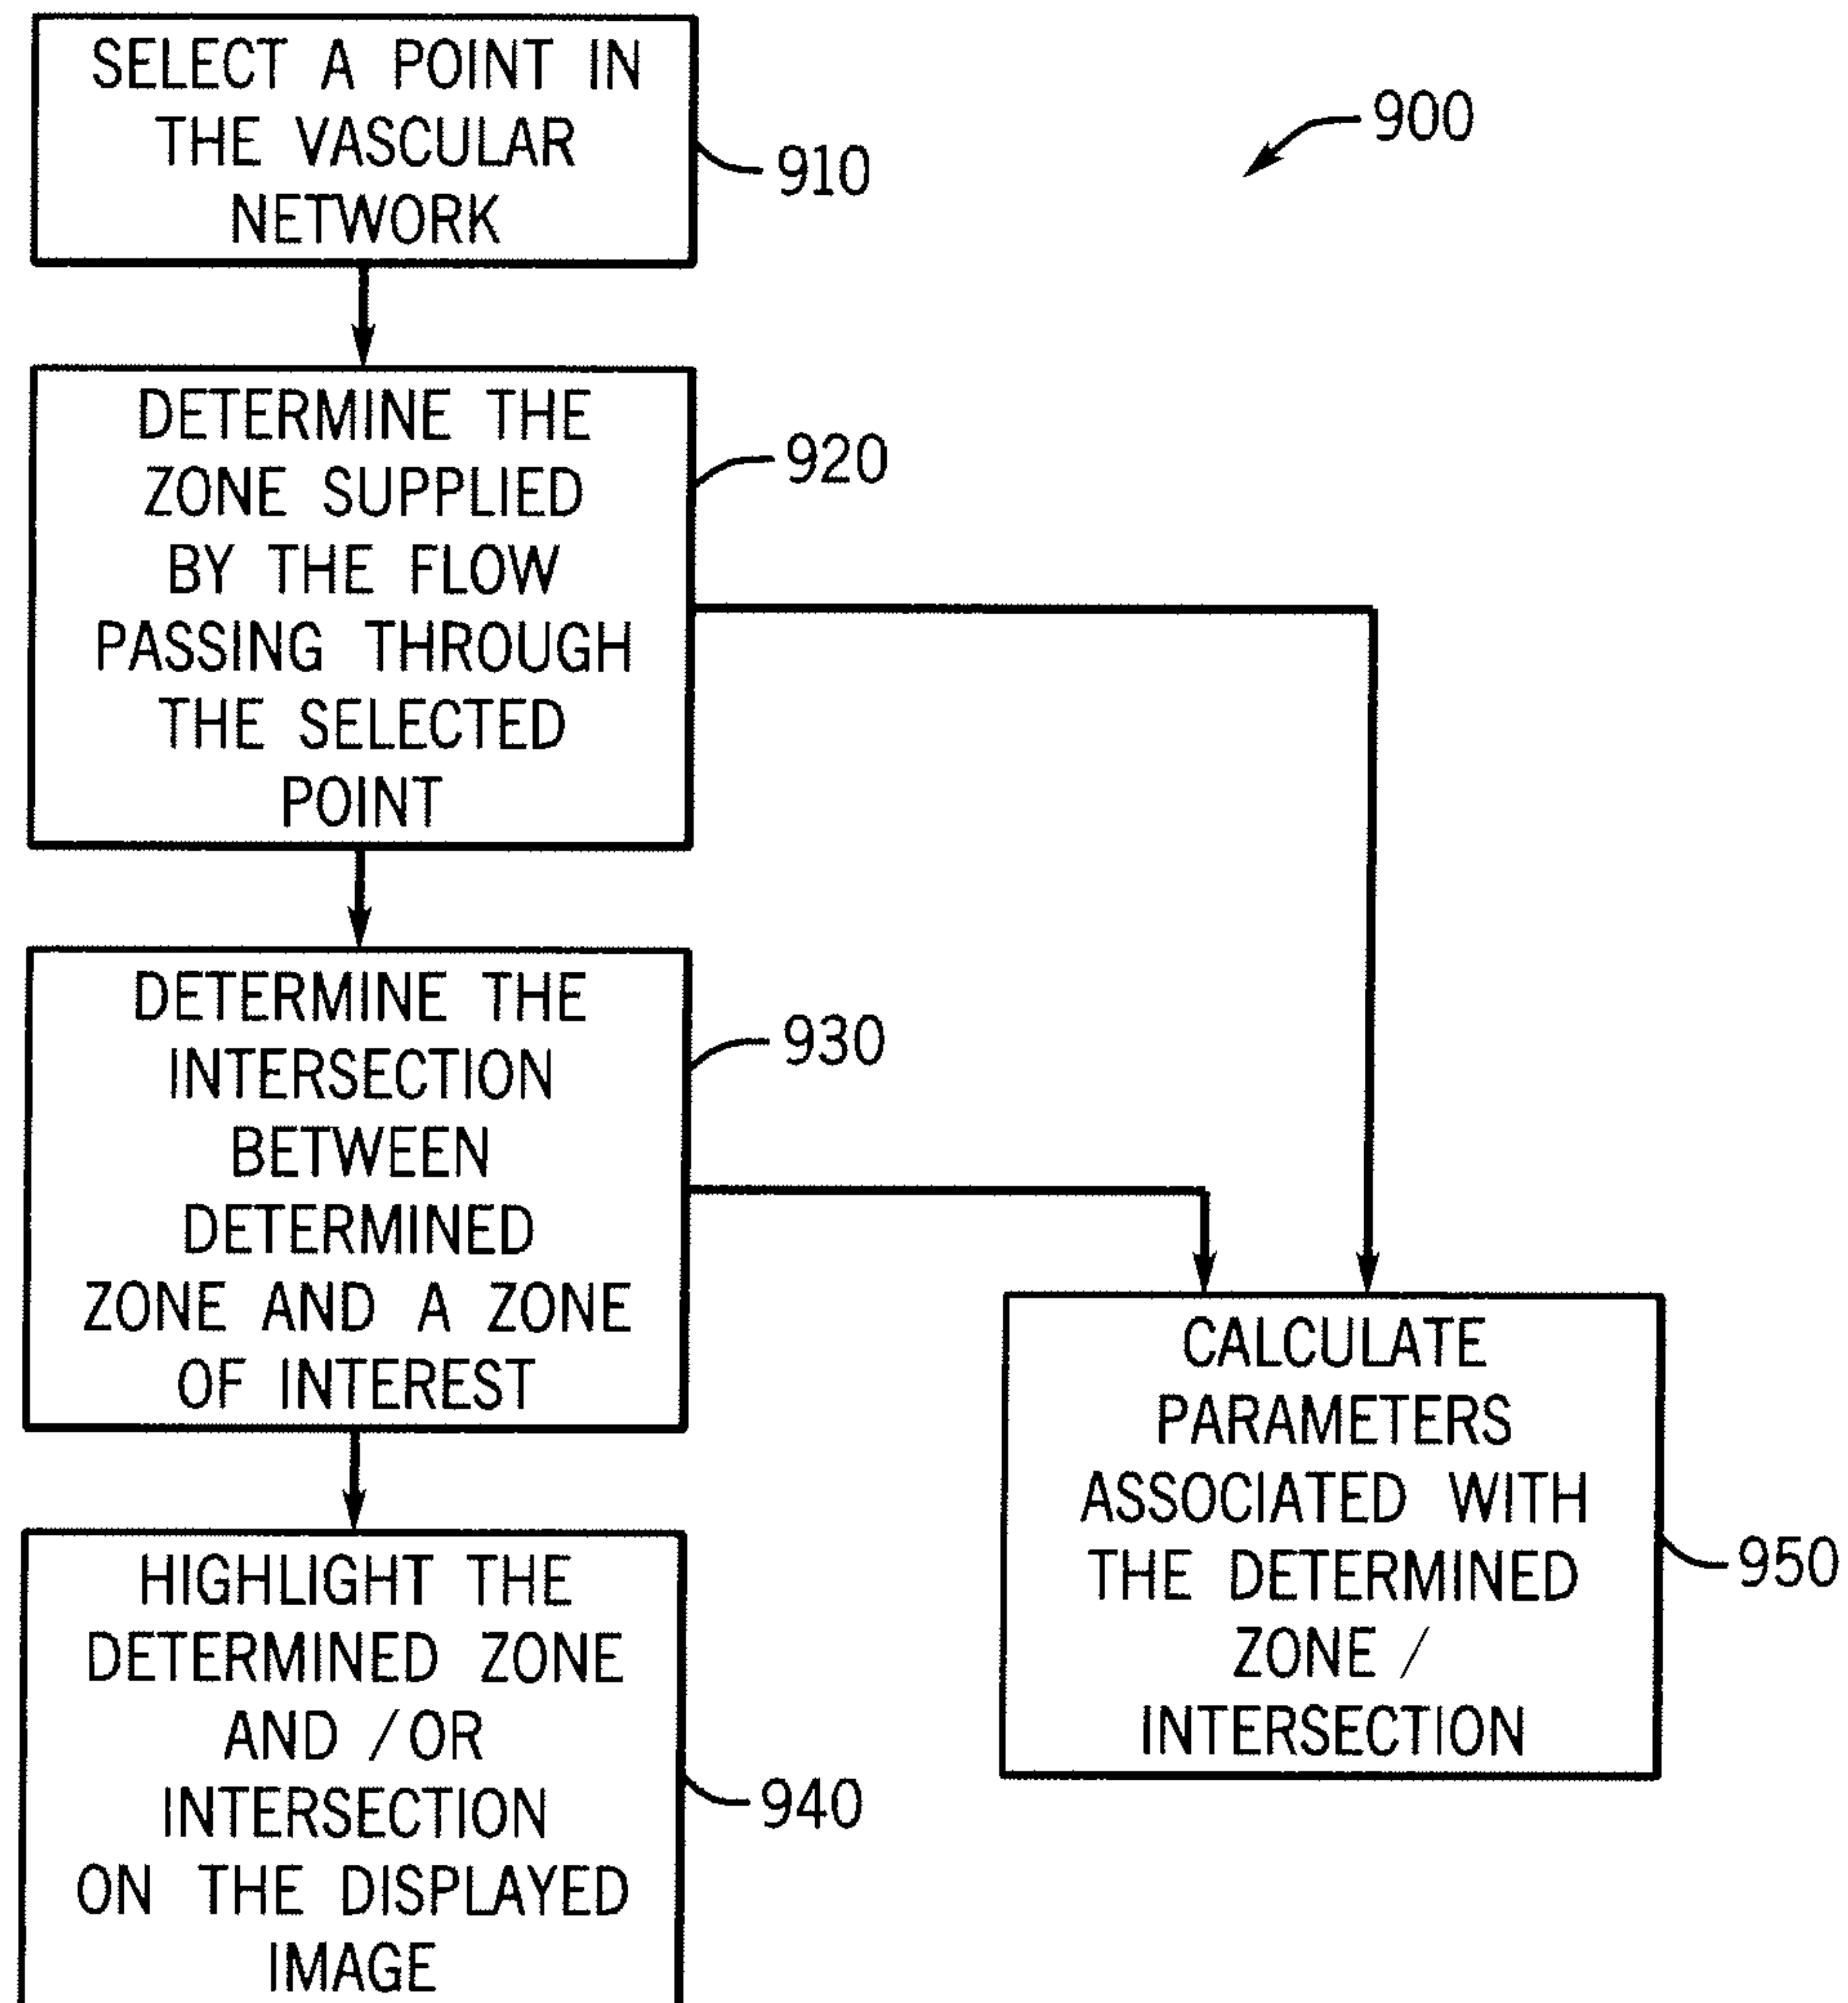 SELECT A POINT IN
THE VASCULAR
NETWORK
910
900
DETERMINE THE
ZONE SUPPLIED
BY THE FLOW
PASSING THROUGH
THE SELECTED
POINT
920
DETERMINE THE
INTERSECTION
BETWEEN
DETERMINED
ZONE AND A ZONE
OF INTEREST
930
HIGHLIGHT THE
DETERMINED ZONE
AND /OR
INTERSECTION
ON THE DISPLAYED
IMAGE
940
CALCULATE
PARAMETERS
ASSOCIATED WITH
THE DETERMINED
ZONE /
INTERSECTION
950